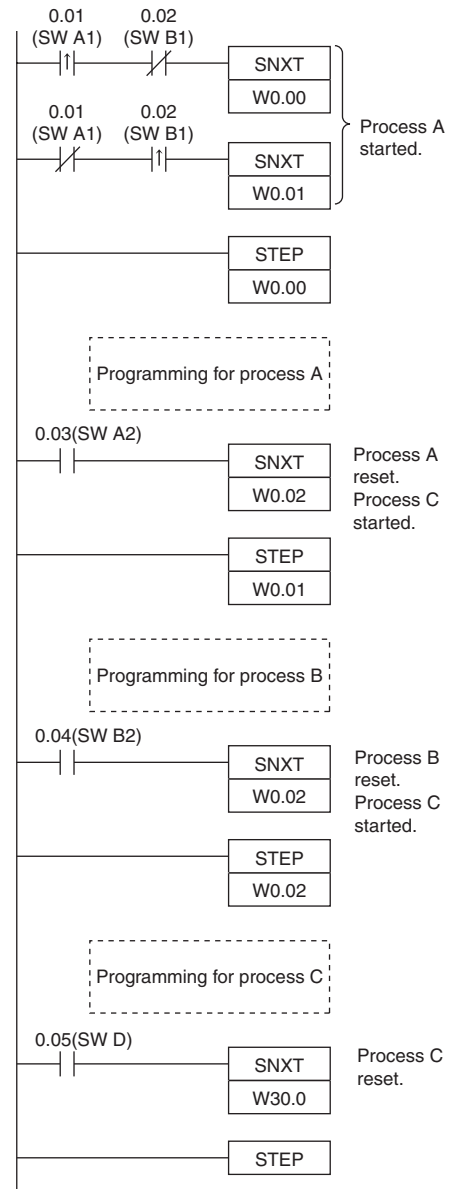 0.01 0.02
(SW A1) (SW B1)
↑
SNXT
W0.00
0.01 0.02
(SW A1) (SW B1)
↑
SNXT
W0.01
Process A
started.
STEP
W0.00
Programming for process A
0.03(SW A2)
SNXT
W0.02
Process A
reset.
Process C
started.
STEP
W0.01
Programming for process B
0.04(SW B2)
SNXT
W0.02
Process B
reset.
Process C
started.
STEP
W0.02
Programming for process C
0.05(SW D)
SNXT
W30.0
Process C
reset.
STEP